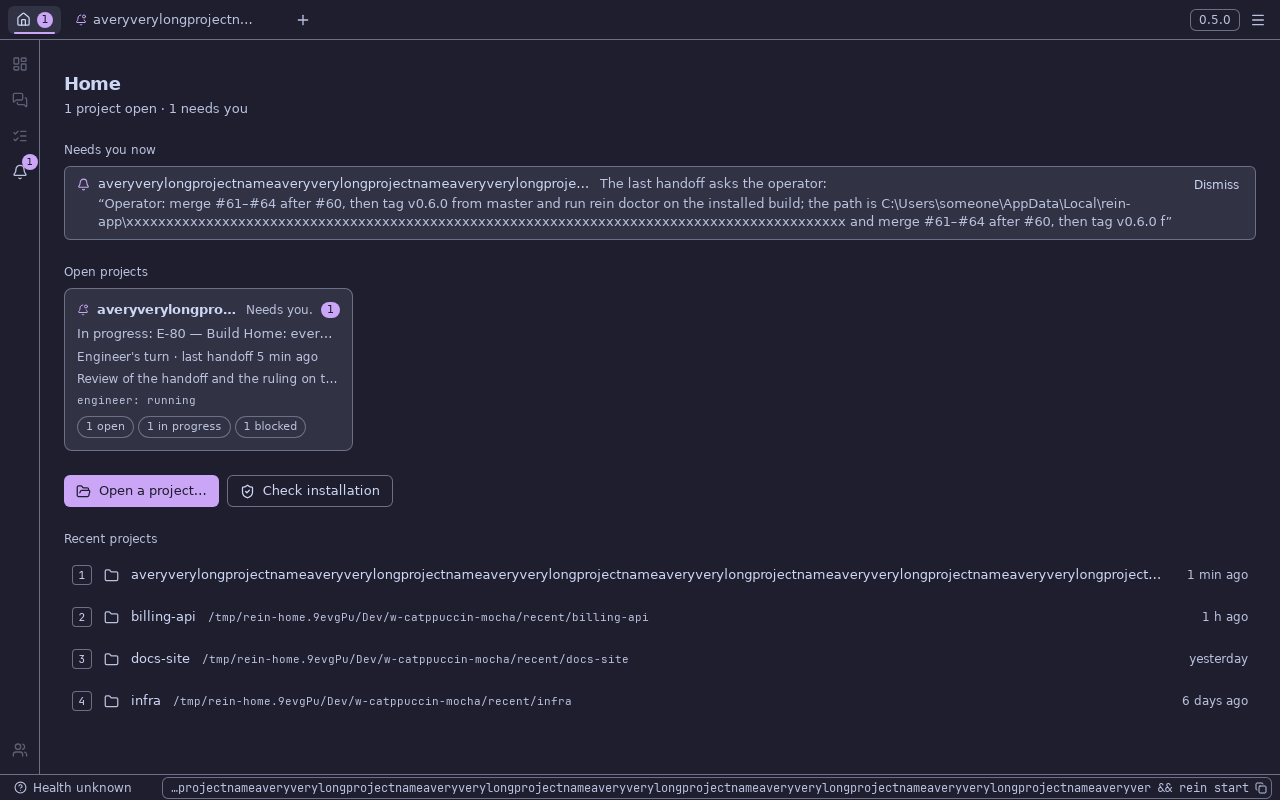 1
averyverylongprojectn…
0.5.0
Home
1 project open · 1 needs you
1
Needs you now
averyverylongprojectnameaveryverylongprojectnameaveryverylongproje… The last handoff asks the operator:
Dismiss
“Operator: merge #61–#64 after #60, then tag v0.6.0 from master and run rein doctor on the installed build; the path is C:\Users\someone\AppData\Local\rein-
app\xxxxxxxxxxxxxxxxxxxxxxxxxxxxxxxxxxxxxxxxxxxxxxxxxxxxxxxxxxxxxxxxxxxxxxxxxxxxxxxxxxxxxxxxxx and merge #61–#64 after #60, then tag v0.6.0 f”
Open projects
averyverylongpro… Needs you. 1
In progress: E-80 — Build Home: ever…
Engineer's turn · last handoff 5 min ago
Review of the handoff and the ruling on t…
engineer: running
1 open 1 in progress 1 blocked
Open a project… Check installation
Recent projects
1 averyverylongprojectnameaveryverylongprojectnameaveryverylongprojectnameaveryverylongprojectnameaveryverylongprojectnameaveryverylongproject… 1 min ago
2 billing-api /tmp/rein-home.9evgPu/Dev/w-catppuccin-mocha/recent/billing-api 1 h ago
3 docs-site /tmp/rein-home.9evgPu/Dev/w-catppuccin-mocha/recent/docs-site yesterday
4 infra /tmp/rein-home.9evgPu/Dev/w-catppuccin-mocha/recent/infra 6 days ago
Health unknown
…projectnameaveryverylongprojectnameaveryverylongprojectnameaveryverylongprojectnameaveryverylongprojectnameaveryverylongprojectnameaveryver && rein start